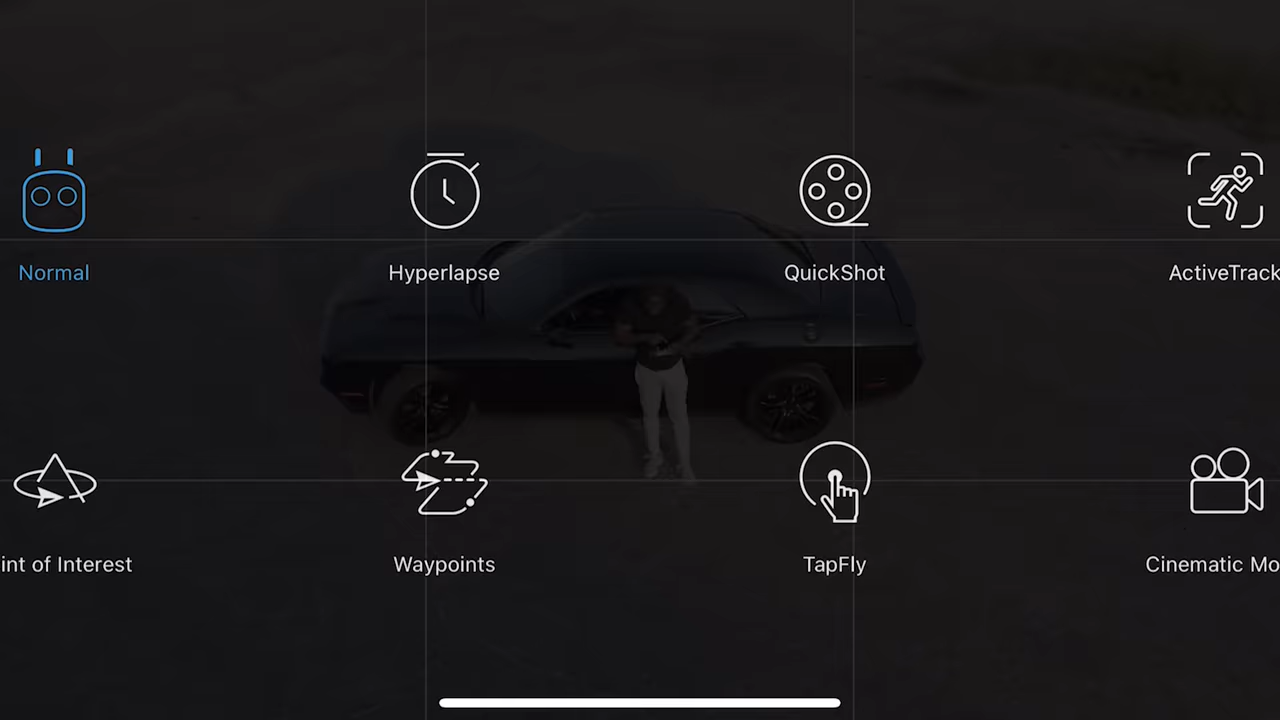 Normal
Hyperlapse
QuickShot
ActiveTrack
int of Interest
Waypoints
TapFly
Cinematic Mo